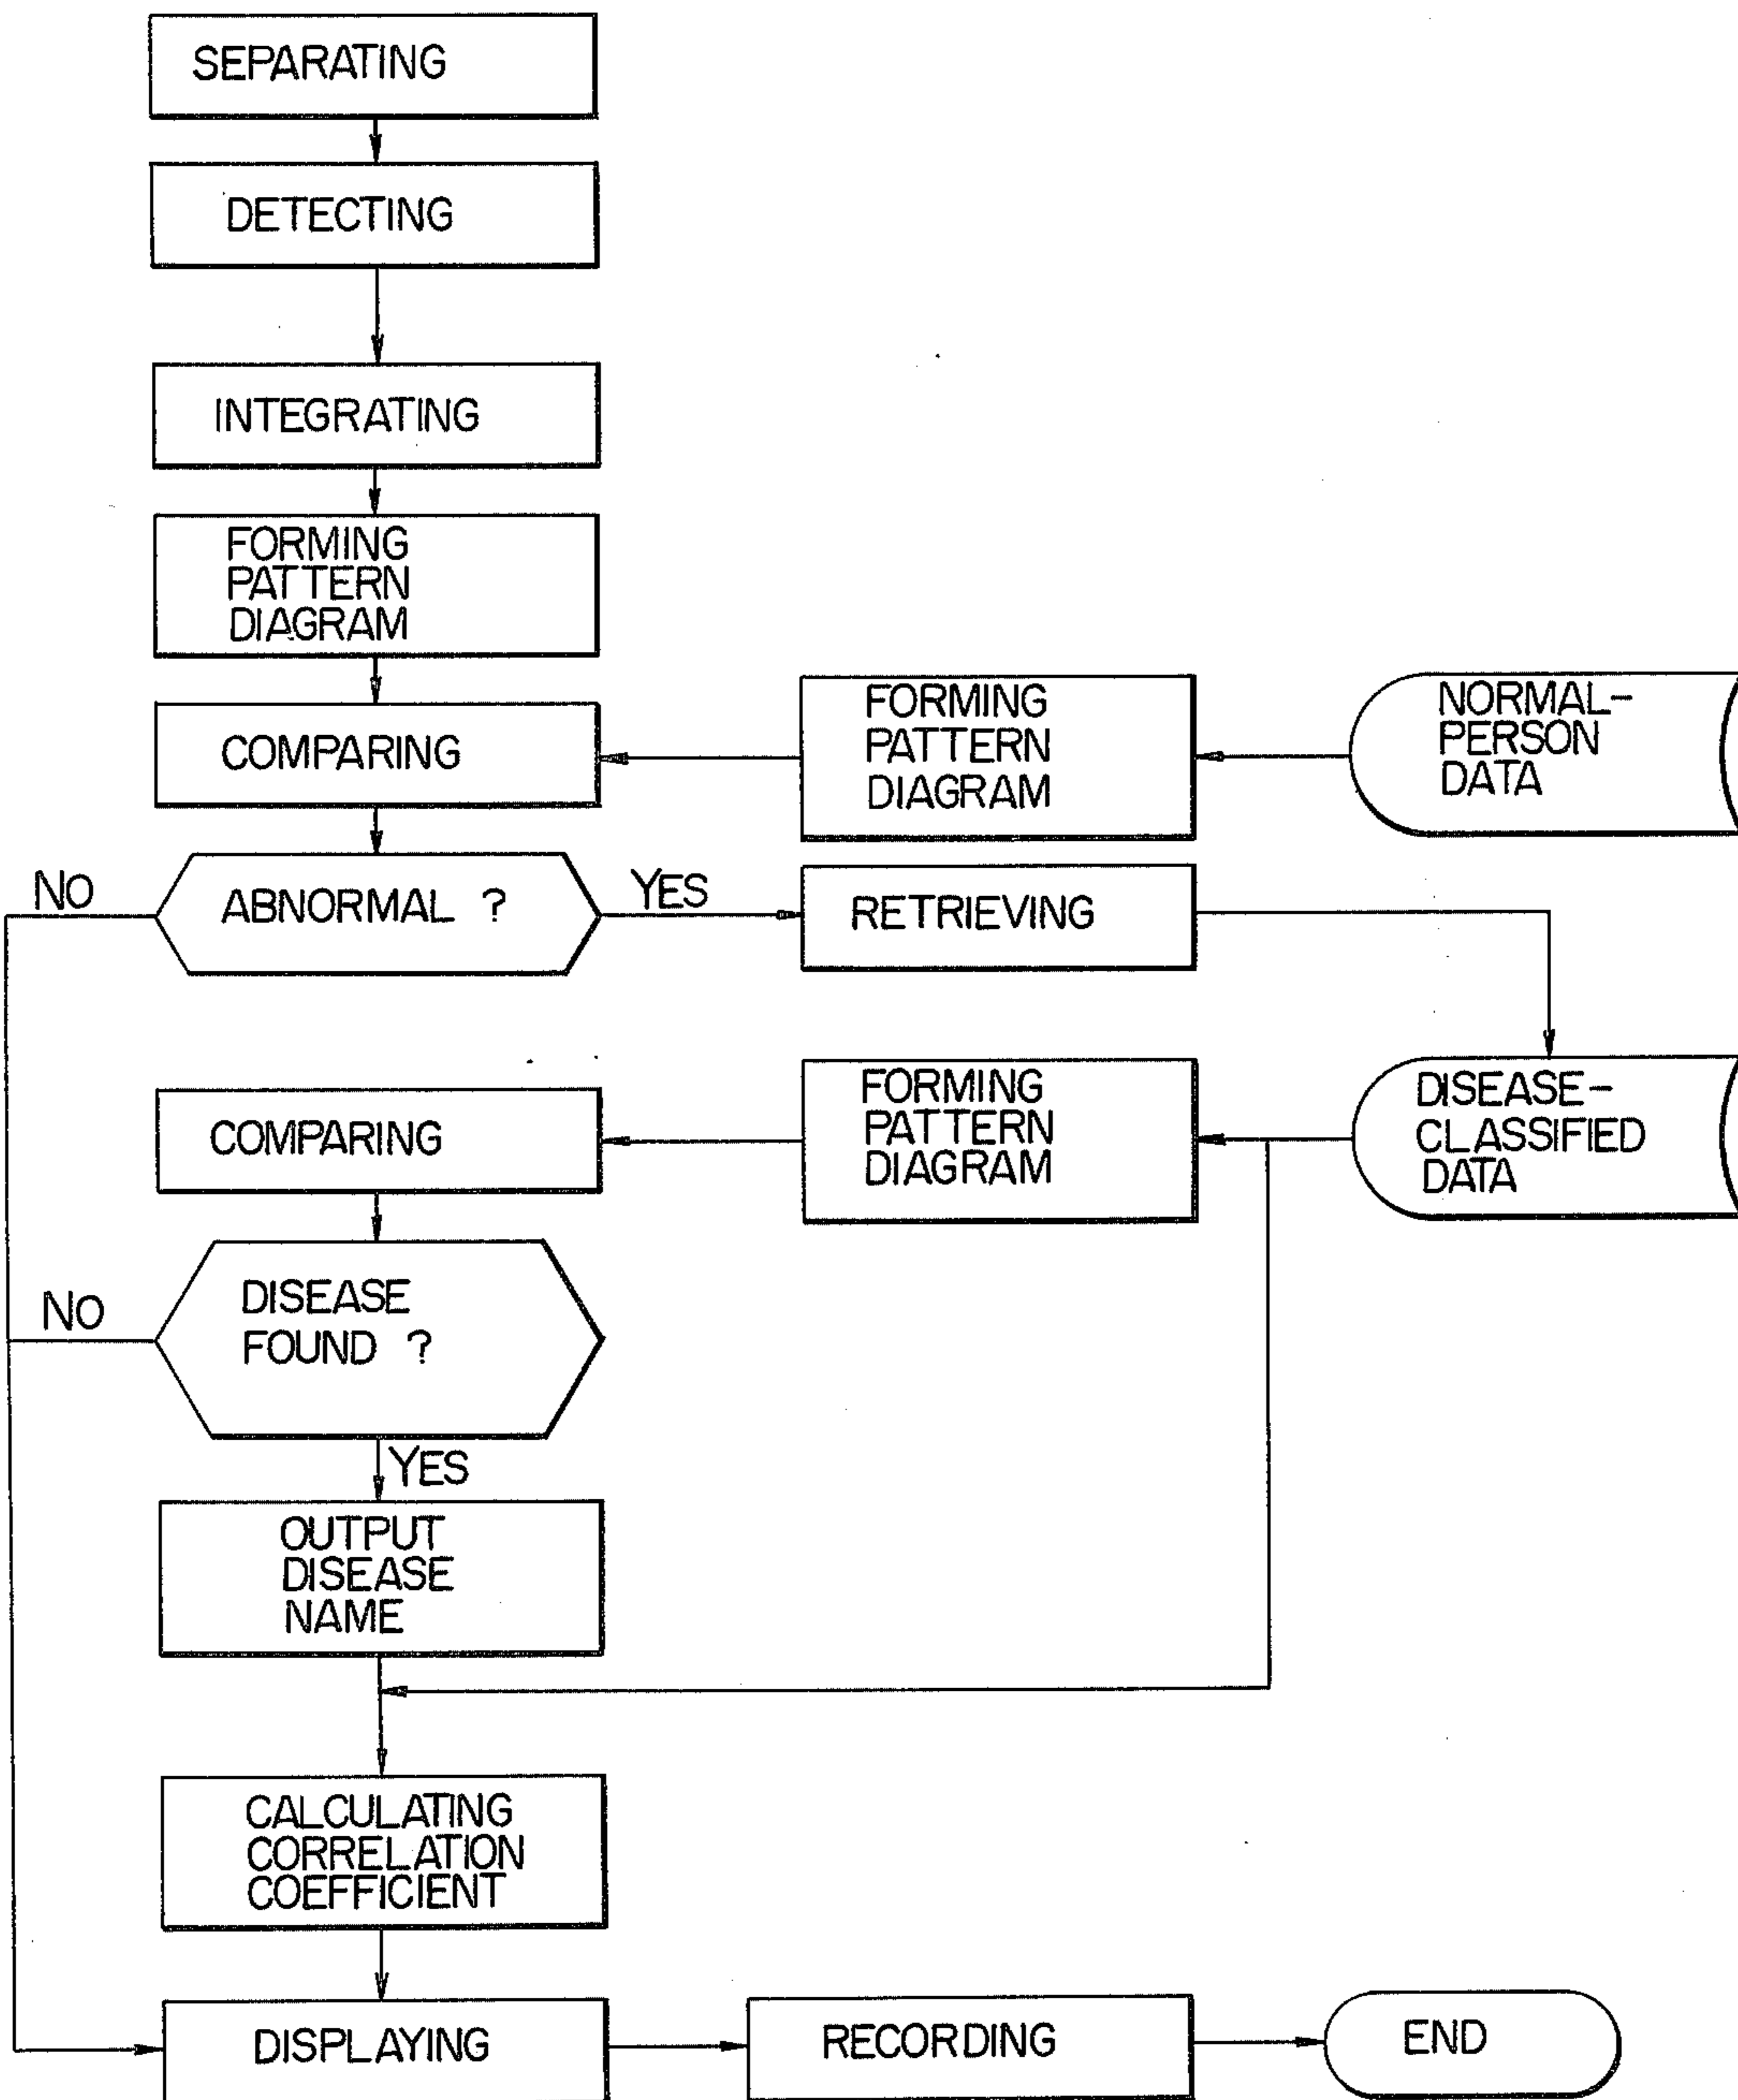 SEPARATING
DETECTING
INTEGRATING
FORMING
PATTERN
DIAGRAM
COMPARING
FORMING
PATTERN
DIAGRAM
NORMAL-
PERSON
DATA
NO
ABNORMAL ?
YES
RETRIEVING
COMPARING
FORMING
PATTERN
DIAGRAM
DISEASE-
CLASSIFIED
DATA
NO
DISEASE
FOUND ?
YES
OUTPUT
DISEASE
NAME
CALCULATING
CORRELATION
COEFFICIENT
DISPLAYING
RECORDING
END